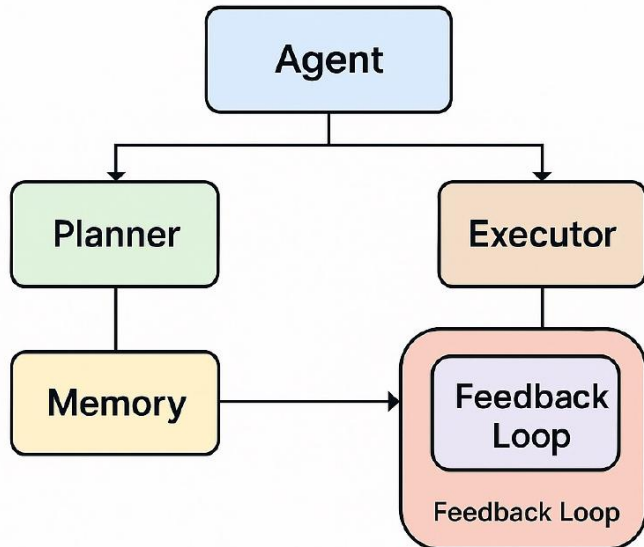 Agent
Planner
Executor
Memory
Feedback
Loop
Feedback Loop